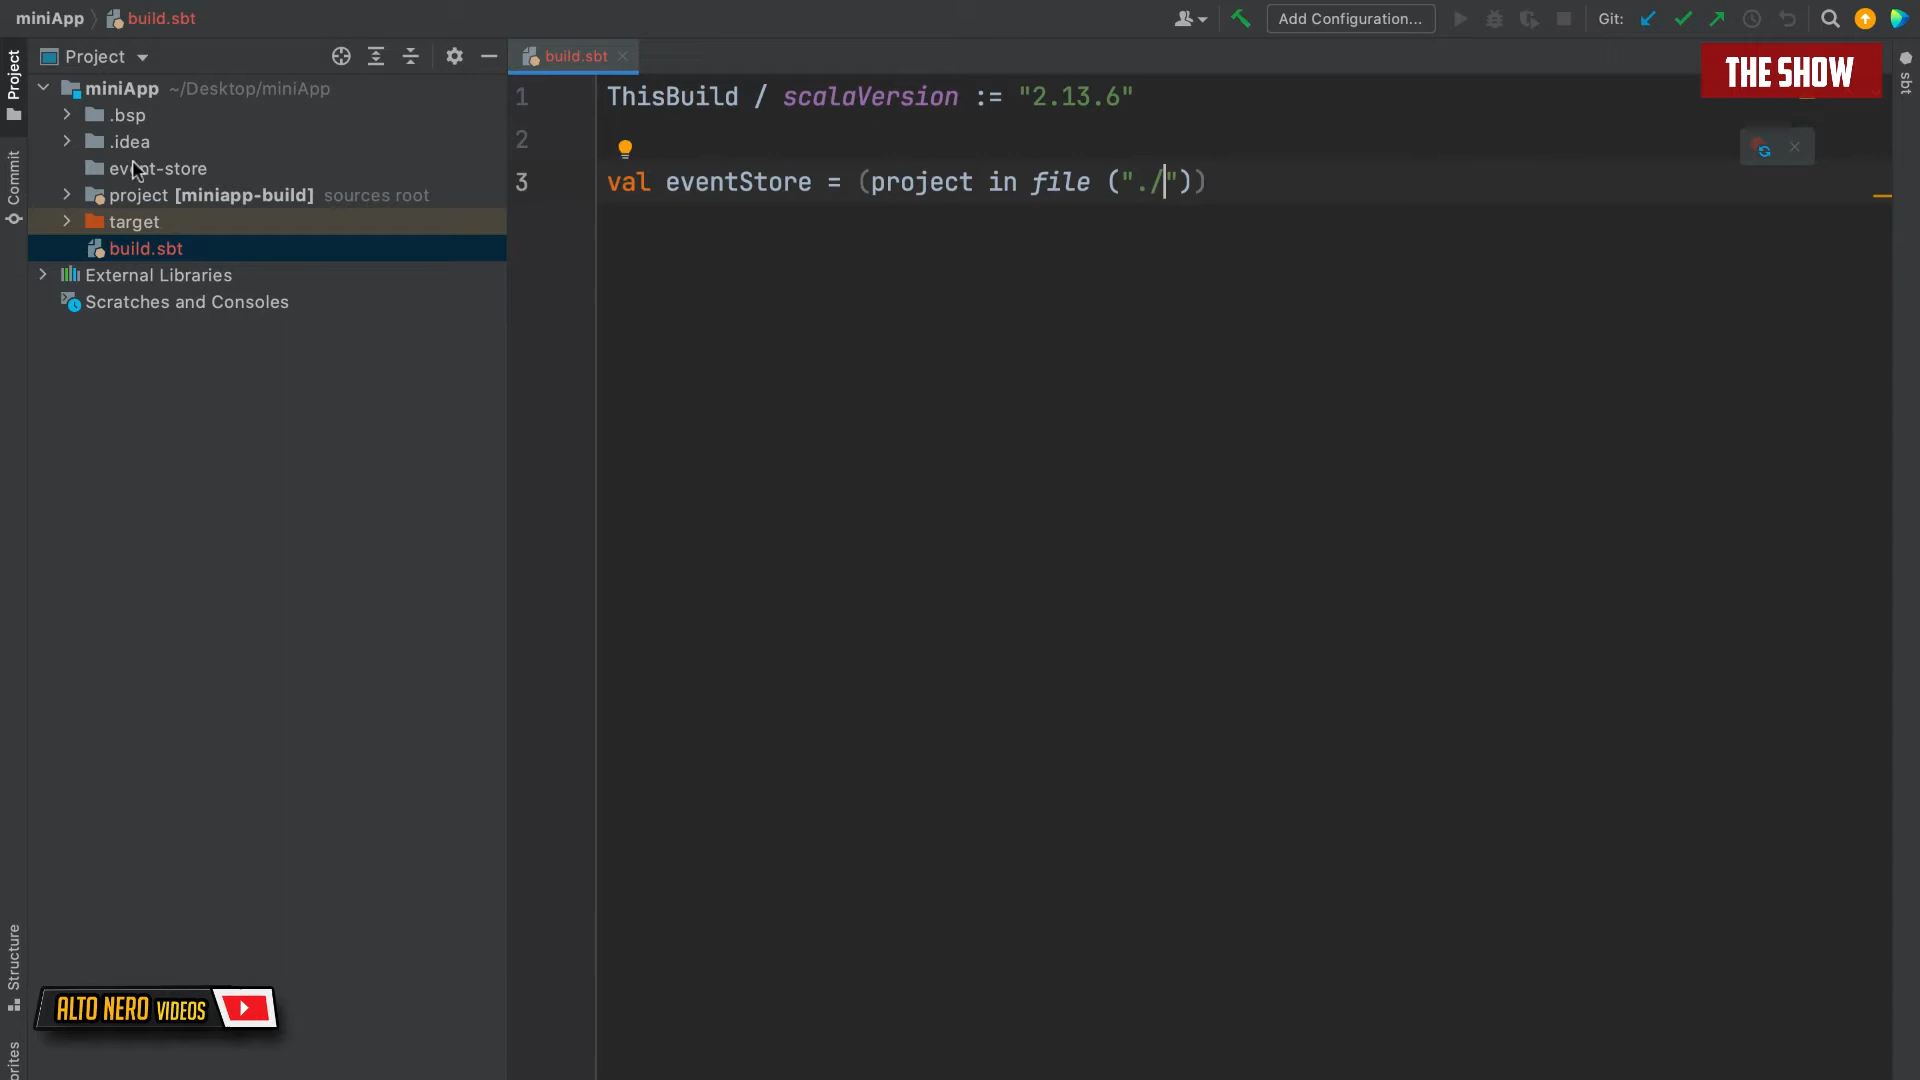 miniApp build.sbt
Add Configuration...
Git:
Project
build.sbt
THE SHOW
sbt
Project
Commit
Structure
miniApp ~/Desktop/miniApp
.bsp
.idea
event-store
project [miniapp-build] sources root
target
build.sbt
External Libraries
Scratches and Consoles
1 ThisBuild / scalaVersion := "2.13.6"
2
3 val eventStore = (project in file ("./"))
ALTO NERO VIDEOS